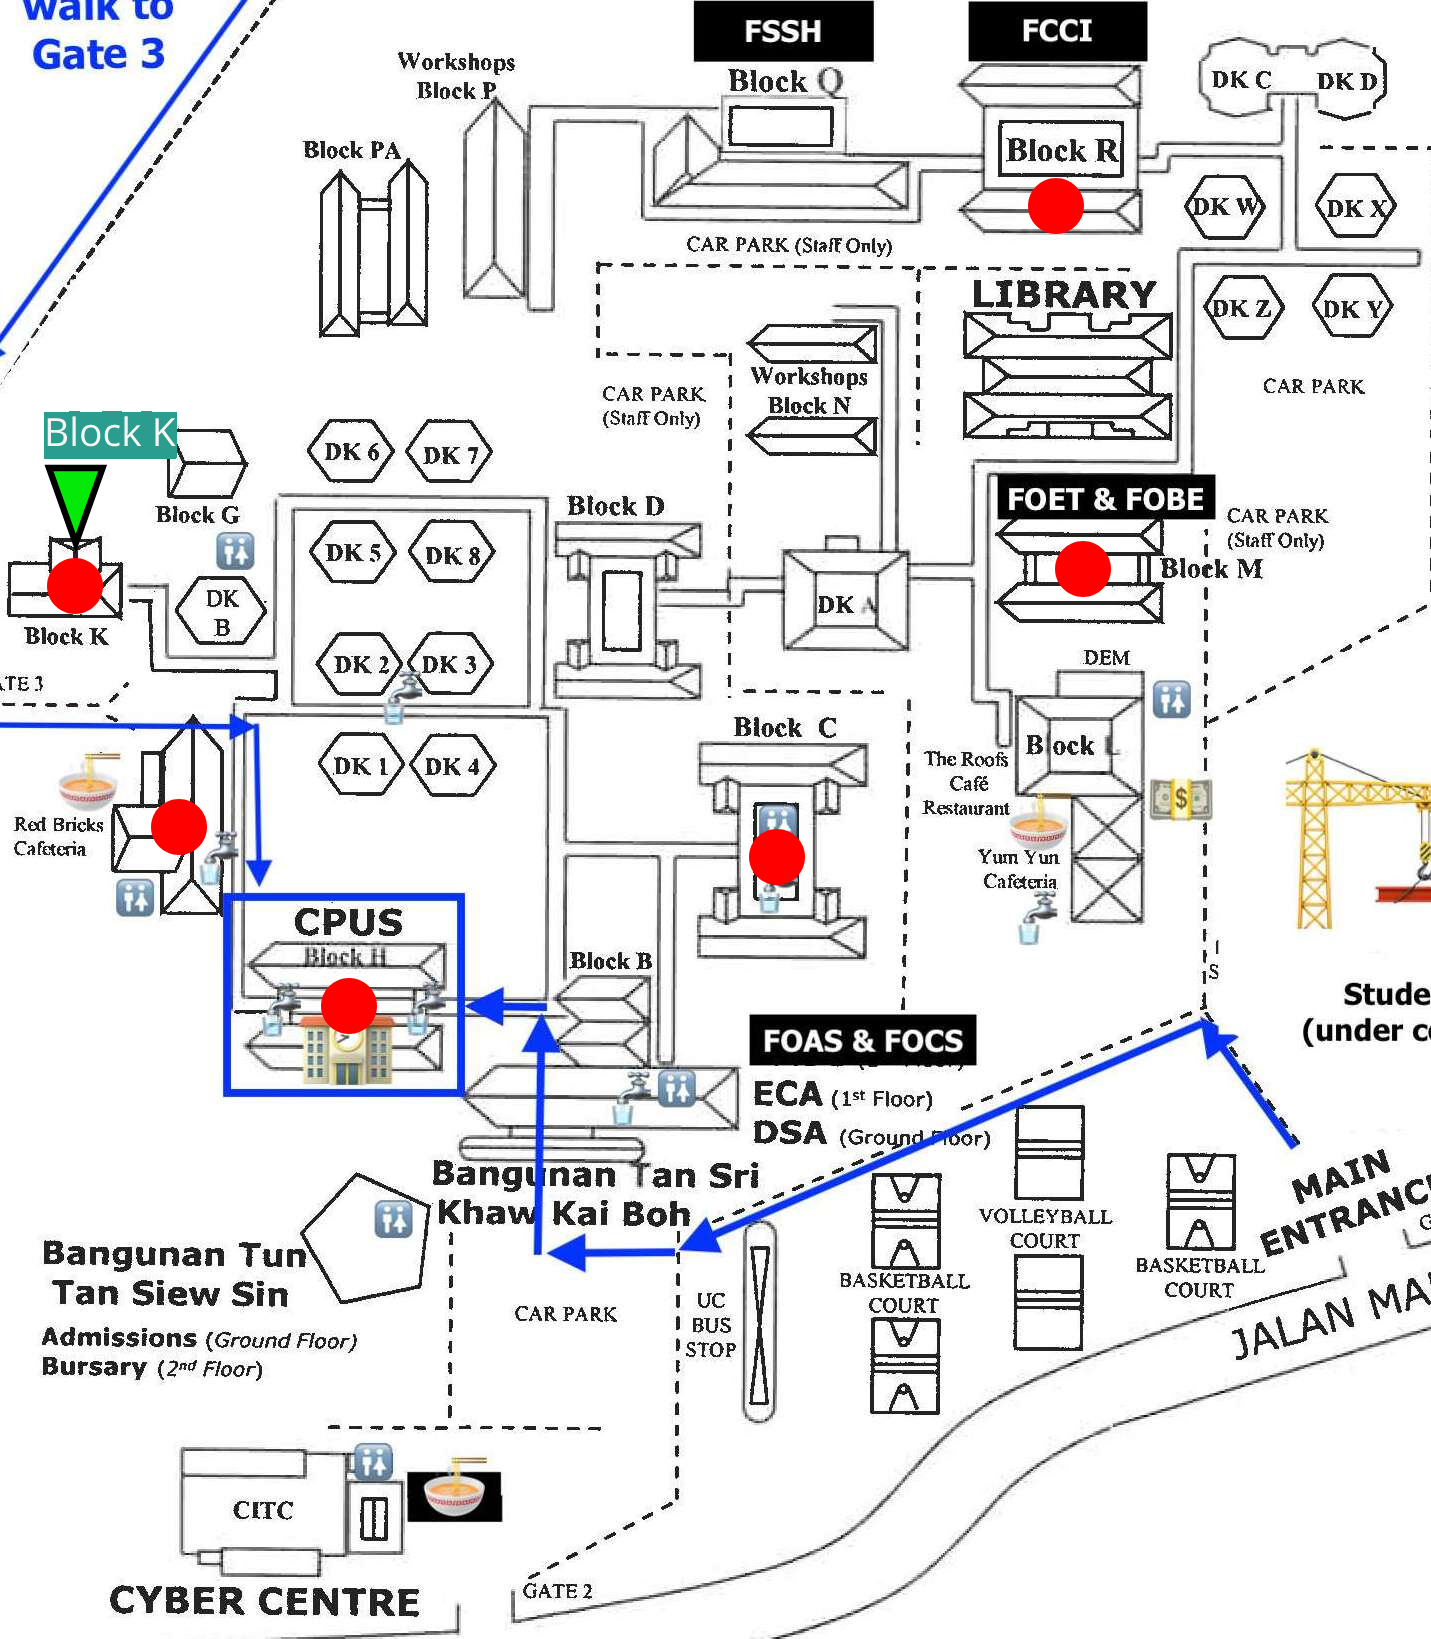 walk to
Gate 3
FSSH
FCCI
Workshops
Block P
Block Q
DK C
DK D
Block PA
Block R
DK W
DK X
CAR PARK (Staff Only)
LIBRARY
DK Z
DK Y
Workshops
Block N
CAR PARK
(Staff Only)
CAR PARK
Block K
DK 6
DK 7
Block G
Block D
FOET & FOBE
CAR PARK
(Staff Only)
DK 5
DK 8
Block M
DK
B
DK A
Block K
DK 2
DK 3
DEM
GATE 3
Block C
Block L
DK 1
DK 4
The Roofs
Café
Restaurant
Red Bricks
Cafeteria
Yum Yun
Cafeteria
CPUS
Block H
Block B
Stude
(under co
FOAS & FOCS
ECA (1st Floor)
DSA (Ground Floor)
Bangunan Tan Sri
Khaw Kai Boh
MAIN
ENTRANCE
VOLLEYBALL
COURT
Bangunan Tun
Tan Siew Sin
BASKETBALL
COURT
BASKETBALL
COURT
UC
BUS
STOP
CAR PARK
Admissions (Ground Floor)
Bursary (2nd Floor)
JALAN MA
CITC
CYBER CENTRE
GATE 2